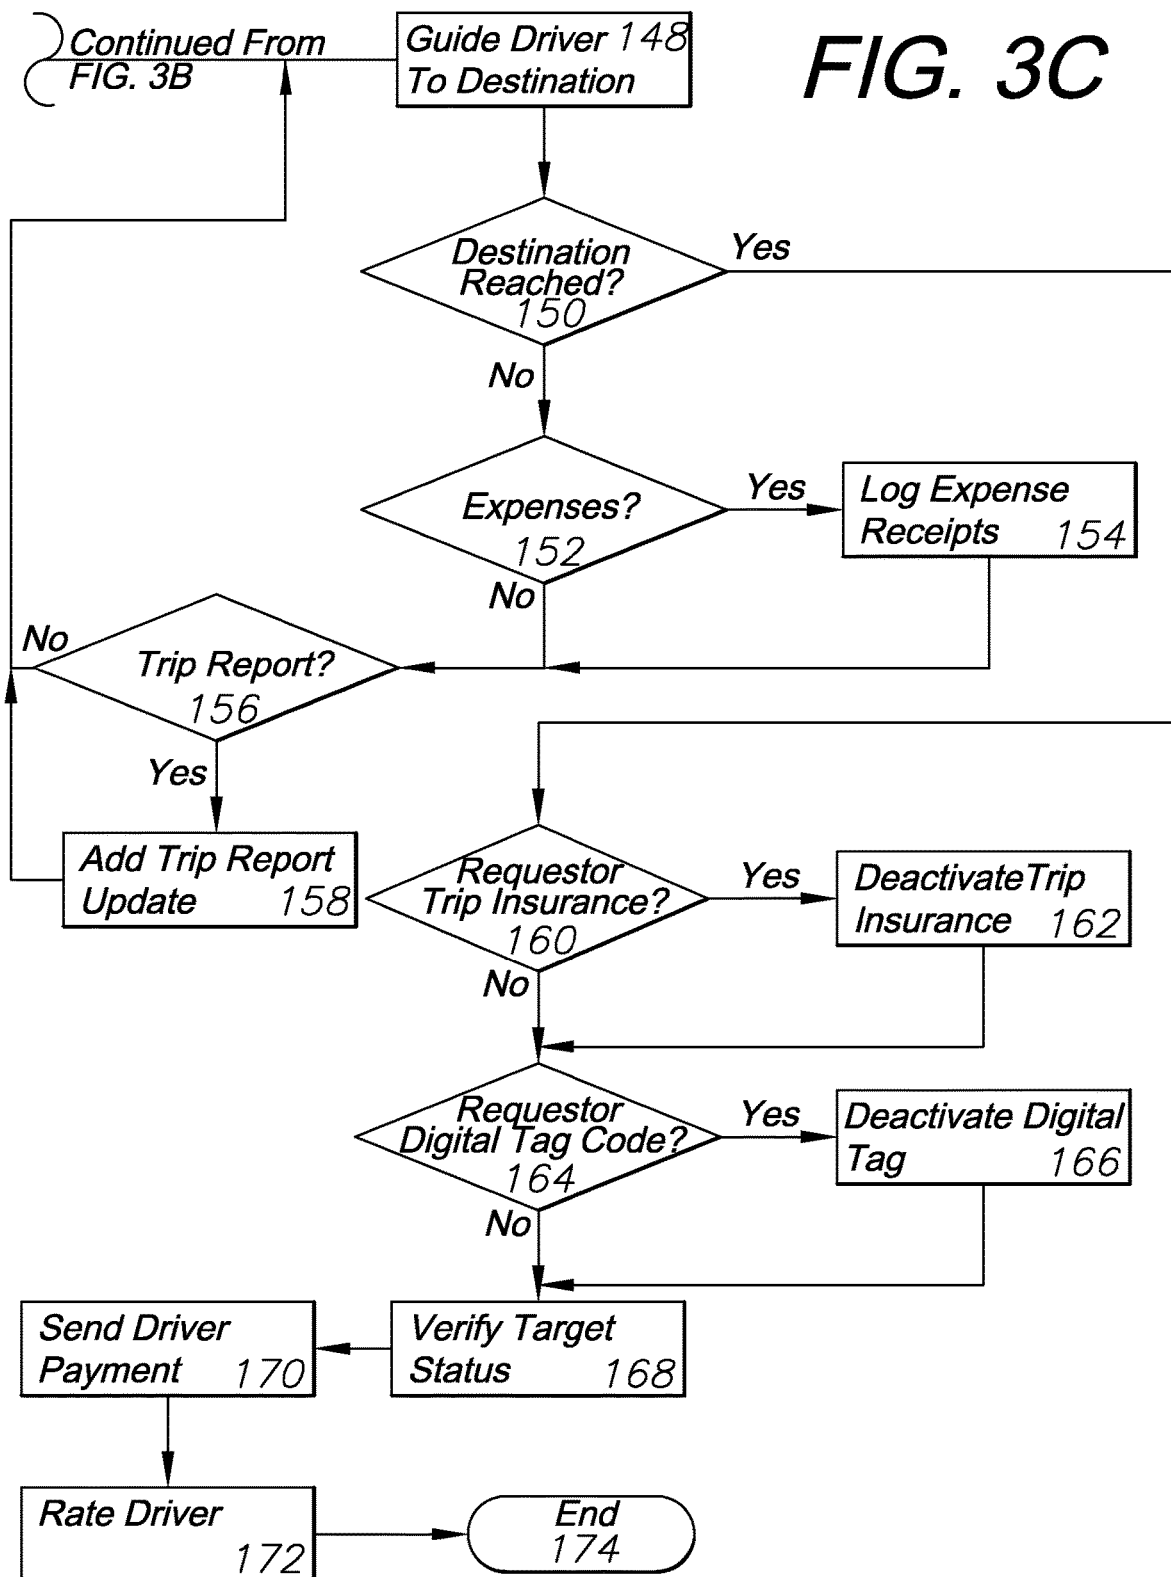 Continued From
FIG. 3B
Guide Driver 148
To Destination
FIG. 3C
Destination
Reached?
150
Yes
No
Expenses?
152
Yes
Log Expense
Receipts 154
No
No
Trip Report?
156
Yes
Add Trip Report
Update 158
Requestor
Trip Insurance?
160
Yes
DeactivateTrip
Insurance 162
No
Requestor
Digital Tag Code?
164
Yes
Deactivate Digital
Tag 166
No
Verify Target
Status 168
Send Driver
Payment 170
Rate Driver
172
End
174